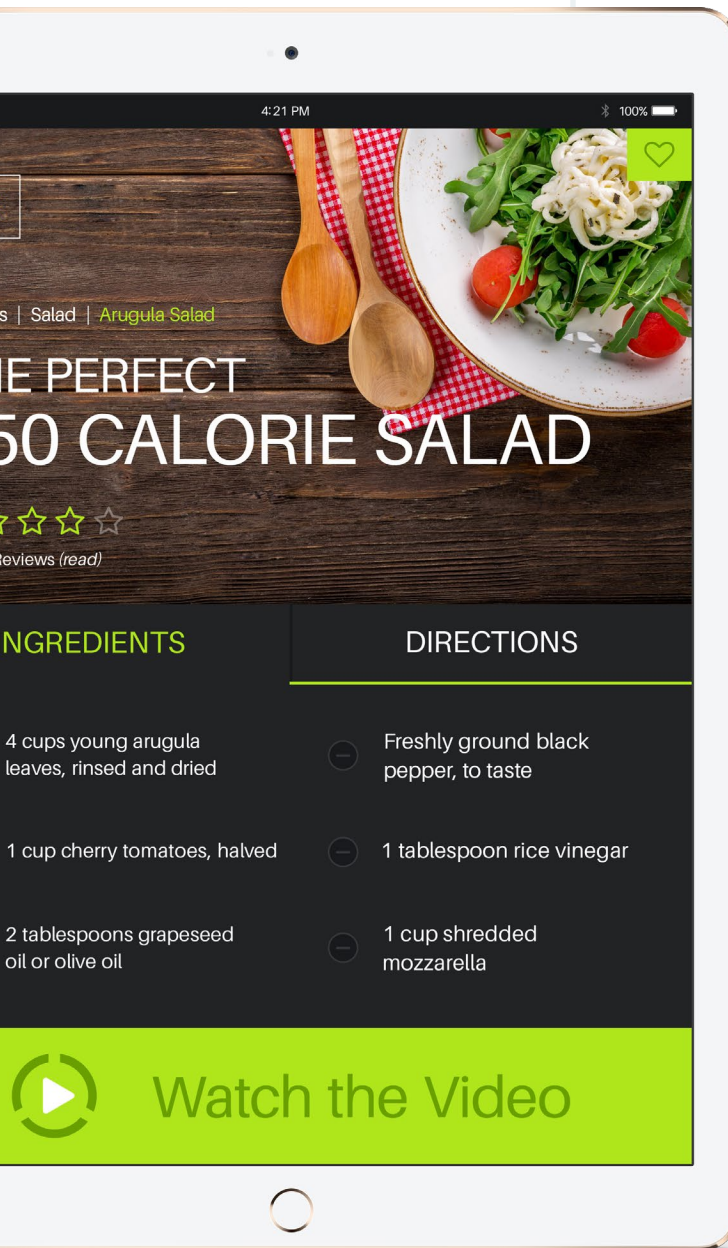 4:21 PM
100%
s | Salad | Arugula Salad
E PERFECT
50 CALORIE SALAD
eviews (read)
NGREDIENTS
DIRECTIONS
4 cups young arugula
leaves, rinsed and dried
Freshly ground black
pepper, to taste
1 cup cherry tomatoes, halved
1 tablespoon rice vinegar
2 tablespoons grapeseed
oil or olive oil
1 cup shredded
mozzarella
Watch the Video